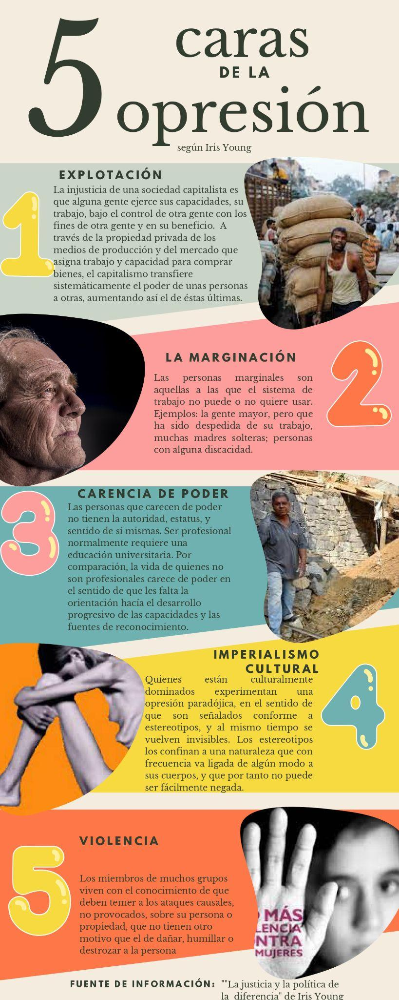 5 caras
DE LA
opresión
según Iris Young
EXPLOTACIÓN
1
La injusticia de una sociedad capitalista es
que alguna gente ejerce sus capacidades, su
trabajo, bajo el control de otra gente con los
fines de otra gente y en su beneficio. A
través de la propiedad privada de los
medios de producción y del mercado que
asigna trabajo y capacidad para comprar
bienes, el capitalismo transfiere
sistemáticamente el poder de unas personas
a otras, aumentando así el de éstas últimas.
LA MARGINACIÓN
2
Las personas marginales son
aquellas a las que el sistema de
trabajo no puede o no quiere usar.
Ejemplos: la gente mayor, pero que
ha sido despedida de su trabajo,
muchas madres solteras; personas
con alguna discacidad.
CARENCIA DE PODER
3
Las personas que carecen de poder
no tienen la autoridad, estatus, y
sentido de sí mismas. Ser profesional
normalmente requiere una
educación universitaria. Por
comparación, la vida de quienes no
son profesionales carece de poder en
el sentido de que les falta la
orientación hacía el desarrollo
progresivo de las capacidades y las
fuentes de reconocimiento.
IMPERIALISMO
CULTURAL
4
Quienes están culturalmente
dominados experimentan una
opresión paradójica, en el sentido de
que son señalados conforme a
estereotipos, y al mismo tiempo se
vuelven invisibles. Los estereotipos
los confinan a una naturaleza que con
frecuencia va ligada de algún modo a
sus cuerpos, y que por tanto no puede
ser fácilmente negada.
VIOLENCIA
5
Los miembros de muchos grupos
viven con el conocimiento de que
deben temer a los ataques causales,
no provocados, sobre su persona o
propiedad, que no tienen otro
motivo que el de dañar, humillar o
destrozar a la persona
O MÁS
LENCIA
NTRA
MUJERES
FUENTE DE INFORMACIÓN: ""La justicia y la política de
la diferencia" de Iris Young